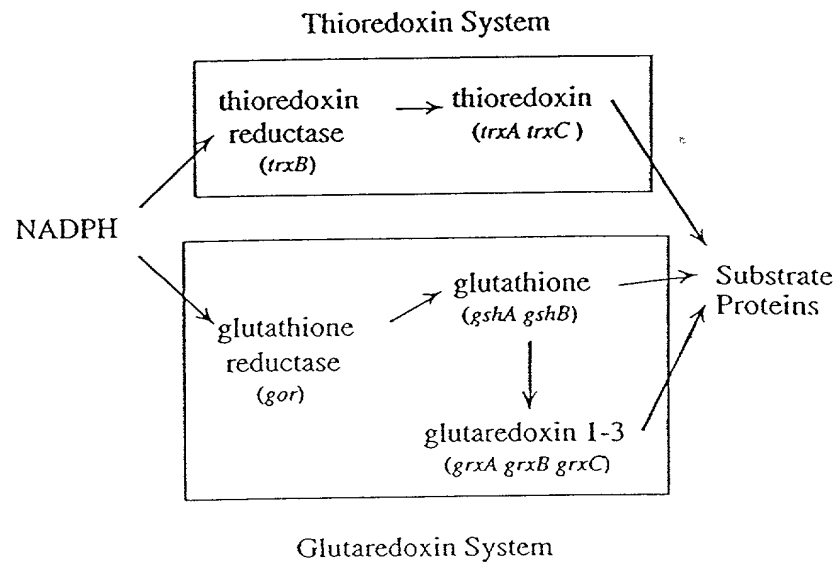 Thioredoxin System
thioredoxin
reductase
(trxB)
thioredoxin
(trxA trxC)
NADPH
glutathione
reductase
(gor)
glutathione
(gshA gshB)
glutaredoxin 1-3
(grxA grxB grxC)
Substrate
Proteins
Glutaredoxin System